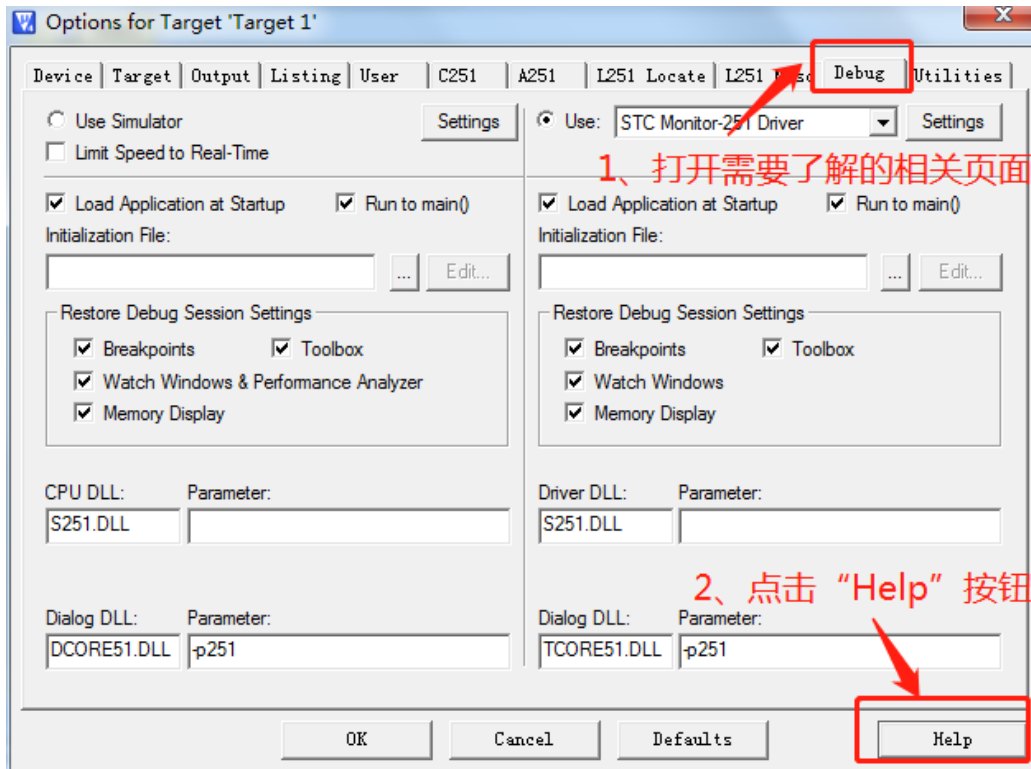 Options for Target 'Target 1'
Device Target Output Listing User C251 A251 L251 Locate L251 Misc Debug Utilities
Use Simulator Settings Use: STC Monitor-251 Driver Settings
Limit Speed to Real-Time
1、打开需要了解的相关页面
Load Application at Startup Run to main() Load Application at Startup Run to main()
Initialization File: Initialization File:
... Edit... ... Edit...
Restore Debug Session Settings Restore Debug Session Settings
Breakpoints Toolbox Breakpoints Toolbox
Watch Windows & Performance Analyzer Watch Windows
Memory Display Memory Display
CPU DLL: Parameter: Driver DLL: Parameter:
S251.DLL S251.DLL
2、点击“Help”按钮
Dialog DLL: Parameter: Dialog DLL: Parameter:
DCORE51.DLL -p251 TCORE51.DLL -p251
OK Cancel Defaults Help